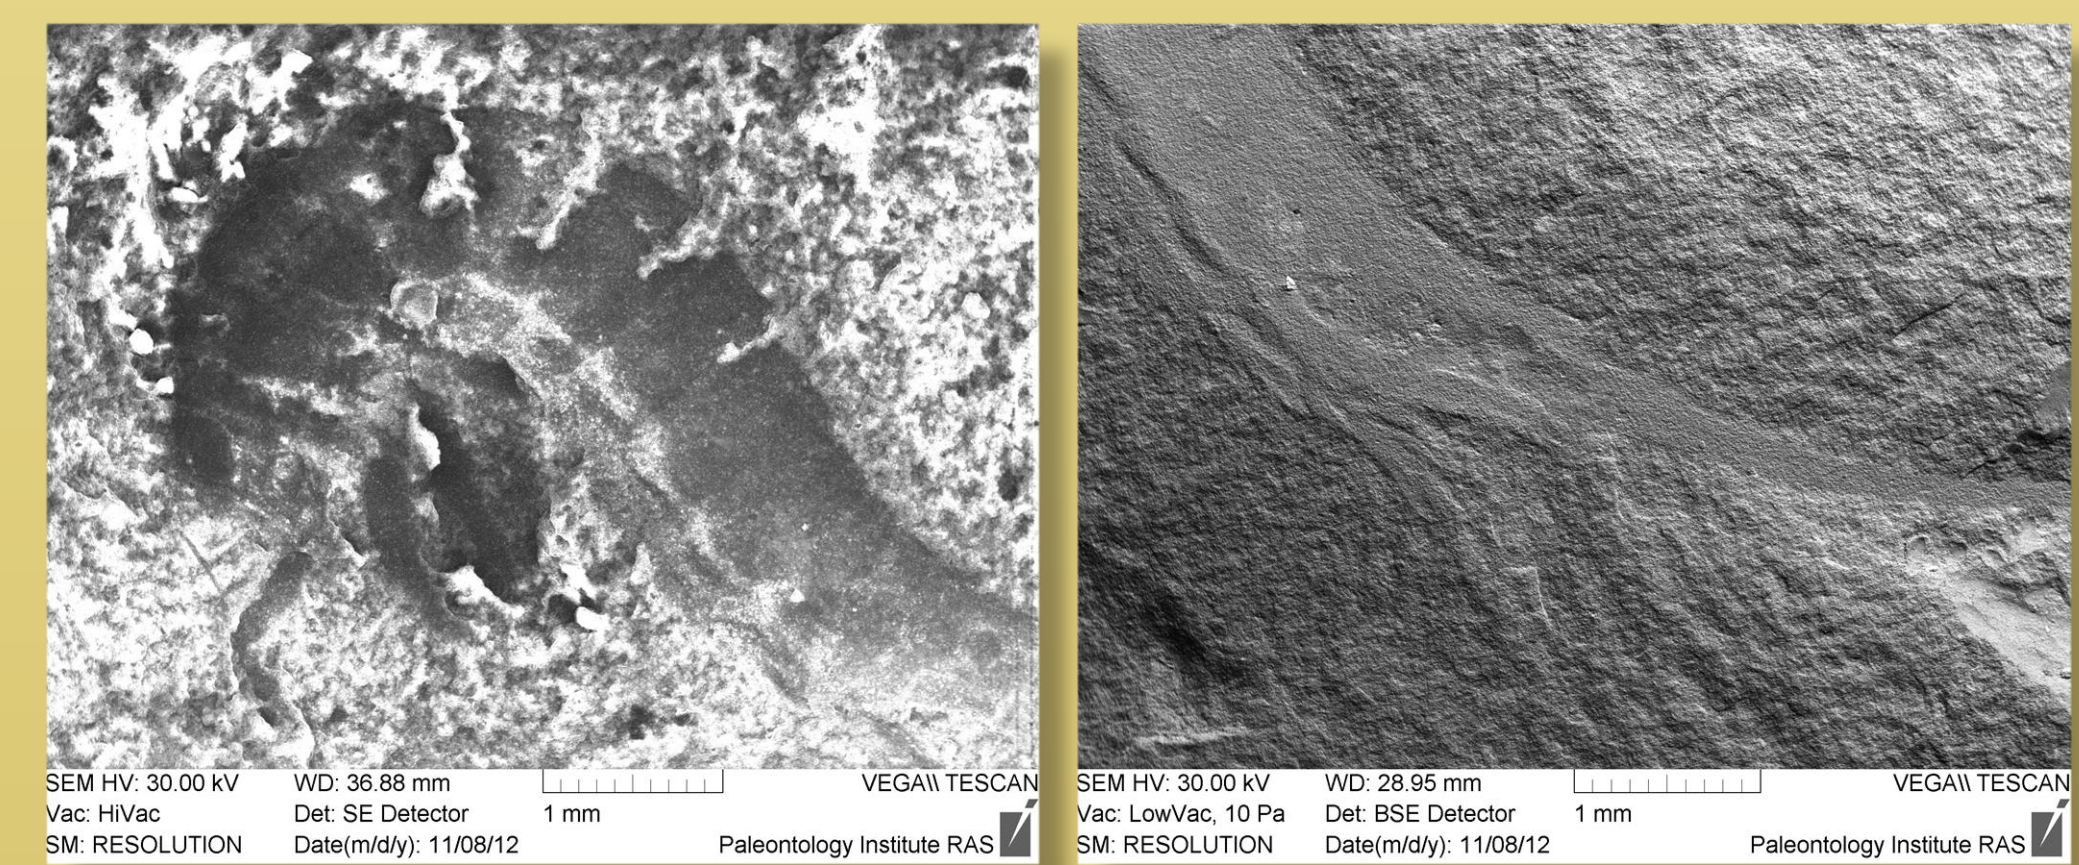 SEM HV: 30.00 kV WD: 36.88 mm VEGA\\ TESCAN
Vac: HiVac Det: SE Detector 1 mm
SM: RESOLUTION Date(m/d/y): 11/08/12 Paleontology Institute RAS
SEM HV: 30.00 kV WD: 28.95 mm VEGA\\ TESCAN
Vac: LowVac, 10 Pa Det: BSE Detector 1 mm
SM: RESOLUTION Date(m/d/y): 11/08/12 Paleontology Institute RAS